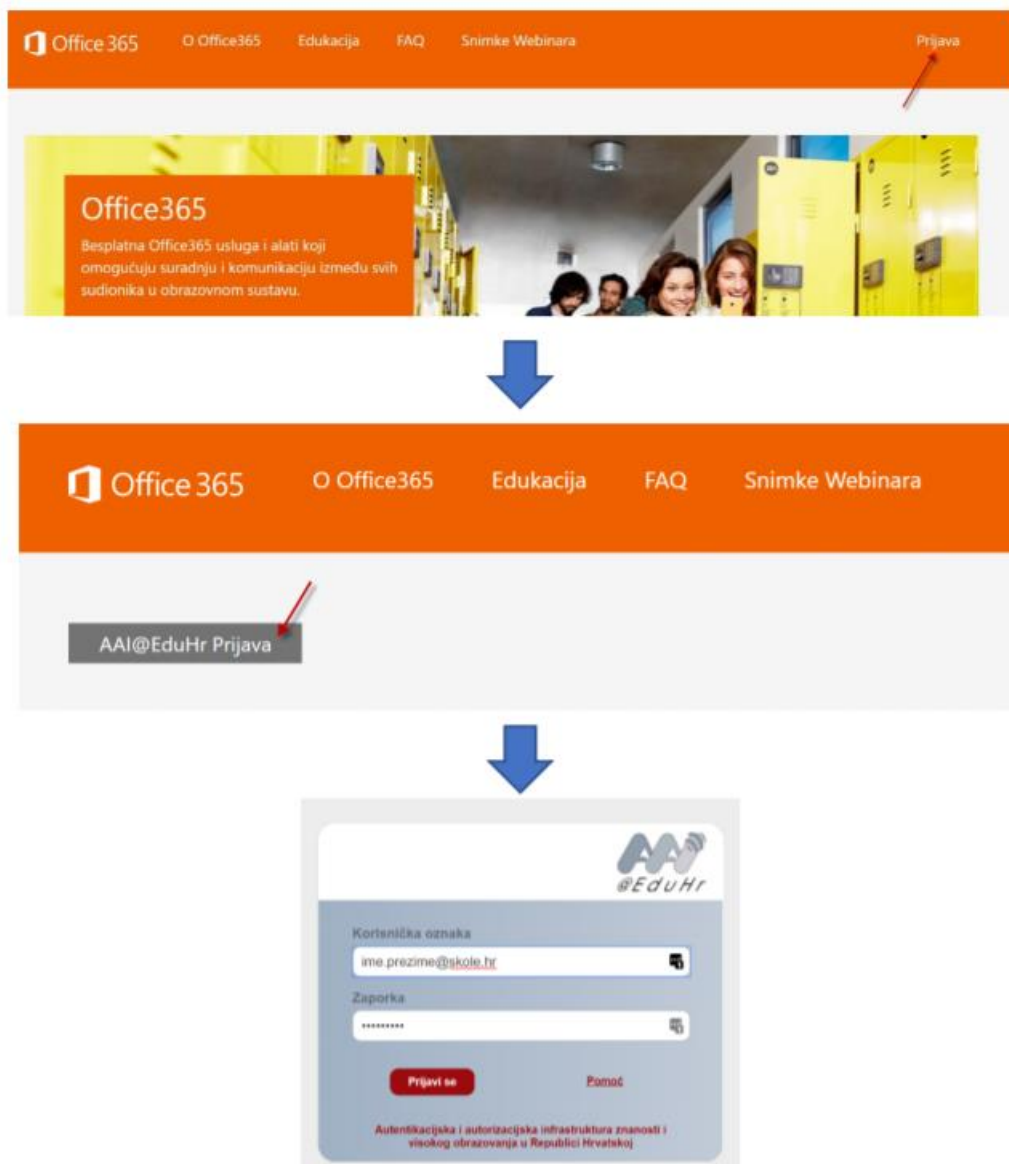 Office 365 O Office365 Edukacija FAQ Snimke Webinara Prijava
Office365
Besplatna Office365 usluga i alati koji
omogućuju suradnju i komunikaciju između svih
sudionika u obrazovnom sustavu.
Office 365 O Office365 Edukacija FAQ Snimke Webinara
AAI@EduHr Prijava
AAI
@EduHr
Korisnička oznaka
ime.prezime@skole.hr
Zaporka
•••••••••
Prijavi se Pomoć
Autentikacijska i autorizacijska infrastruktura znanosti i
visokog obrazovanja u Republici Hrvatskoj